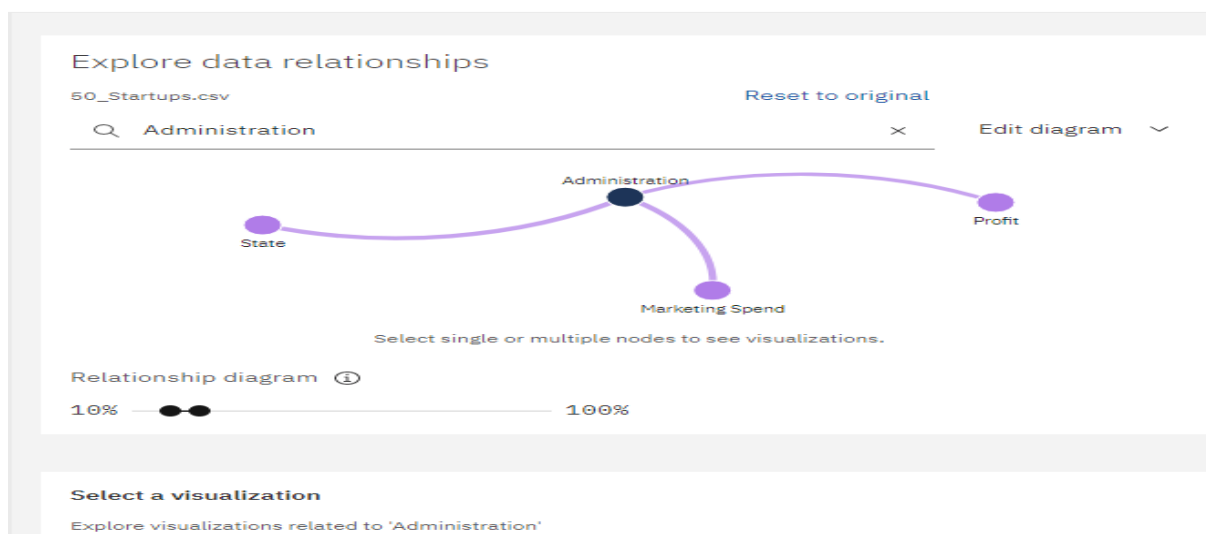 Explore data relationships
50_Startups.csv
Reset to original
Administration
×
Edit diagram
Administration
Profit
State
Marketing Spend
Select single or multiple nodes to see visualizations.
Relationship diagram
10%
100%
Select a visualization
Explore visualizations related to 'Administration'